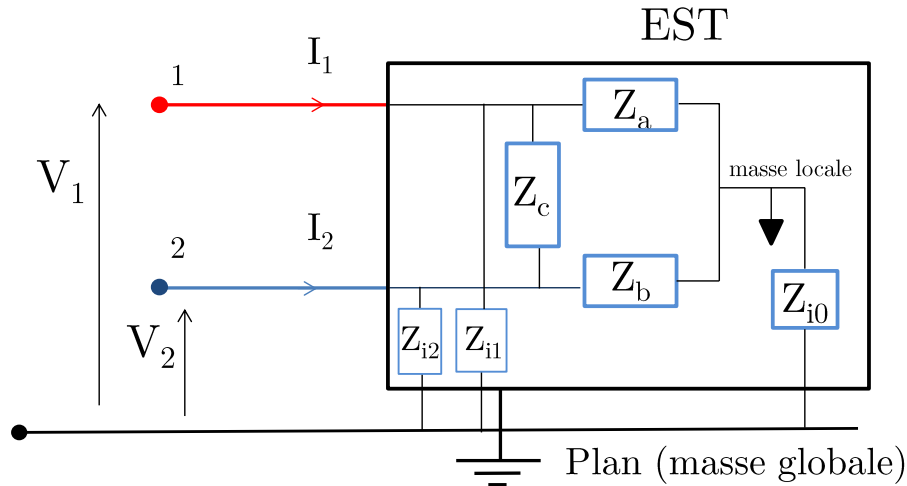 EST
I1
1
Za
V1
masse locale
Zc
I2
2
Zb
Zi0
V2
Zi2
Zi1
Plan (masse globale)